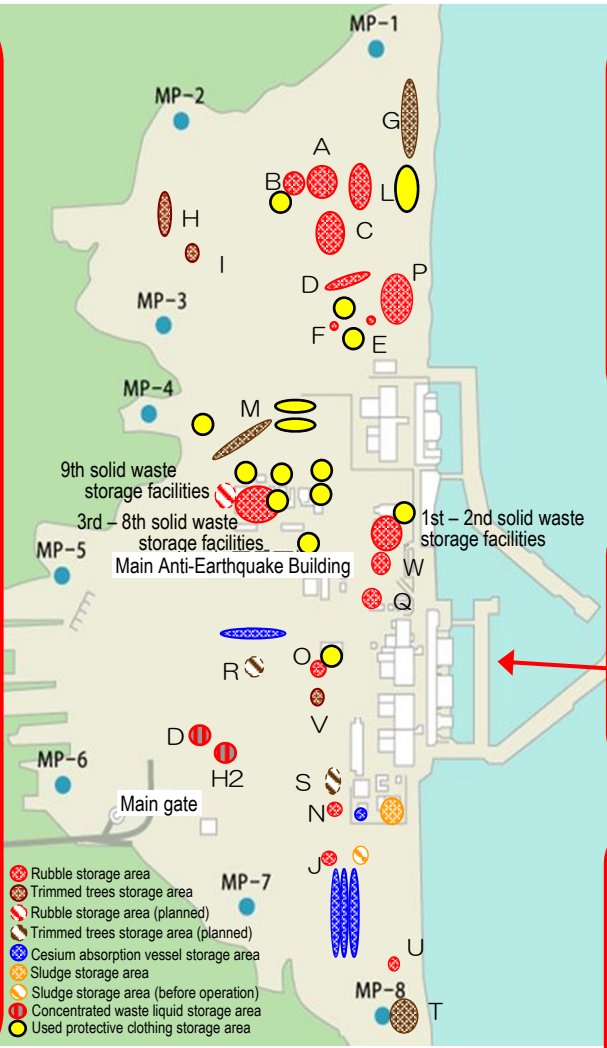 MP-1
MP-2
G
A
B
L
H
C
I
D
P
MP-3
F
E
MP-4
M
9th solid waste
storage facilities
3rd – 8th solid waste
storage facilities
1st – 2nd solid waste
storage facilities
MP-5
Main Anti-Earthquake Building
W
Q
O
R
V
D
H2
MP-6
S
Main gate
N
J
MP-7
U
MP-8
T
Rubble storage area
Trimmed trees storage area
Rubble storage area (planned)
Trimmed trees storage area (planned)
Cesium absorption vessel storage area
Sludge storage area
Sludge storage area (before operation)
Concentrated waste liquid storage area
Used protective clothing storage area